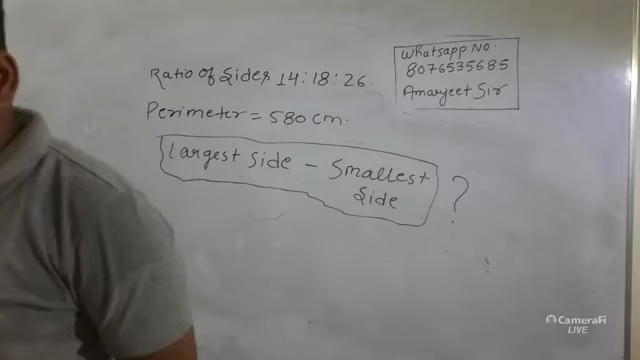 Whatsapp No.
8076535685
Amarjeet Sir
Ratio of Sides 14:18:26.
Perimeter = 580 cm.
Largest Side - Smallest
Side ?
CameraFi
LIVE